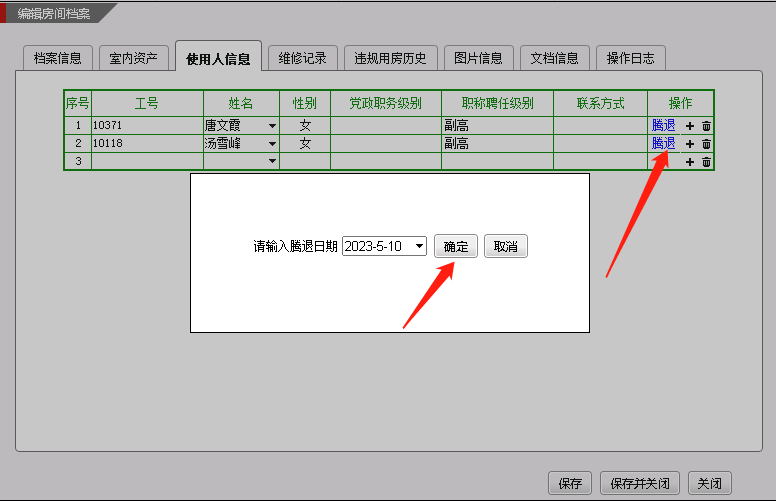 编辑房间档案
档案信息 室内资产 使用人信息 维修记录 违规用房历史 图片信息 文档信息 操作日志
序号 工号 姓名 性别 党政职务级别 职称聘任级别 联系方式 操作
1 10371 唐文霞 女 副高 腾退
2 10118 汤雪峰 女 副高 腾退
3
请输入腾退日期 2023-5-10 确定 取消
保存 保存并关闭 关闭